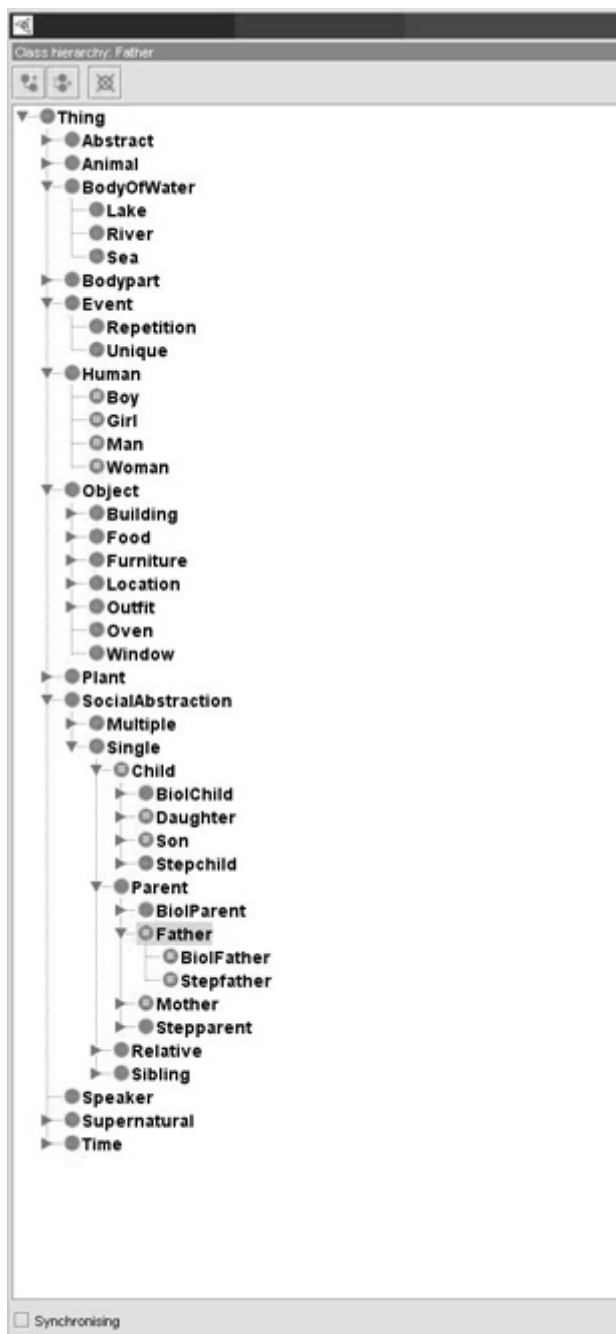 Class hierarchy: Father
Thing
Abstract
Animal
BodyOfWater
Lake
River
Sea
Bodypart
Event
Repetition
Unique
Human
Boy
Girl
Man
Woman
Object
Building
Food
Furniture
Location
Outfit
Oven
Window
Plant
SocialAbstraction
Multiple
Single
Child
BiolChild
Daughter
Son
Stepchild
Parent
BiolParent
Father
BiolFather
Stepfather
Mother
Stepparent
Relative
Sibling
Speaker
Supernatural
Time
Synchronising